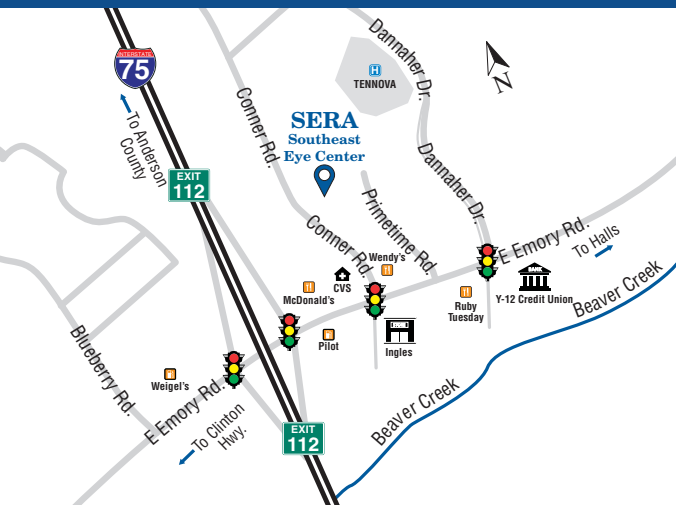 INTERSTATE
75
Dannaher Dr.
H
TENNOVA
N
To Anderson
County
Conner Rd.
SERA
Southeast
Eye Center
EXIT
112
Dannaher Dr.
Primetime Rd.
Conner Rd.
E Emory Rd.
To Halls
Wendy's
CVS
McDonald's
BANK
Y-12 Credit Union
Ruby
Tuesday
Beaver Creek
Pilot
Ingles
Blueberry Rd.
Weigel's
E Emory Rd.
To Clinton
Hwy.
Beaver Creek
EXIT
112